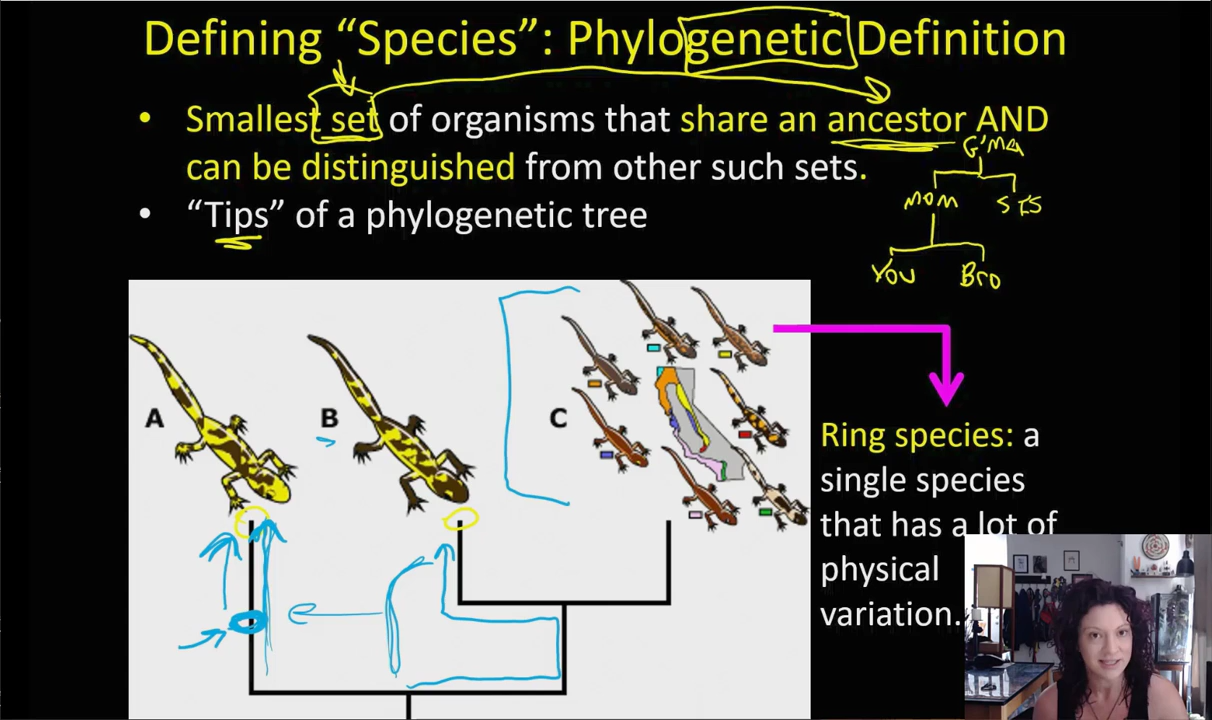 Defining “Species”: Phylogenetic Definition
• Smallest set of organisms that share an ancestor AND
can be distinguished from other such sets.
• “Tips” of a phylogenetic tree
G'MA
MOM SIS
YOU BRO
A
B
C
Ring species: a
single species
that has a lot of
physical
variation.